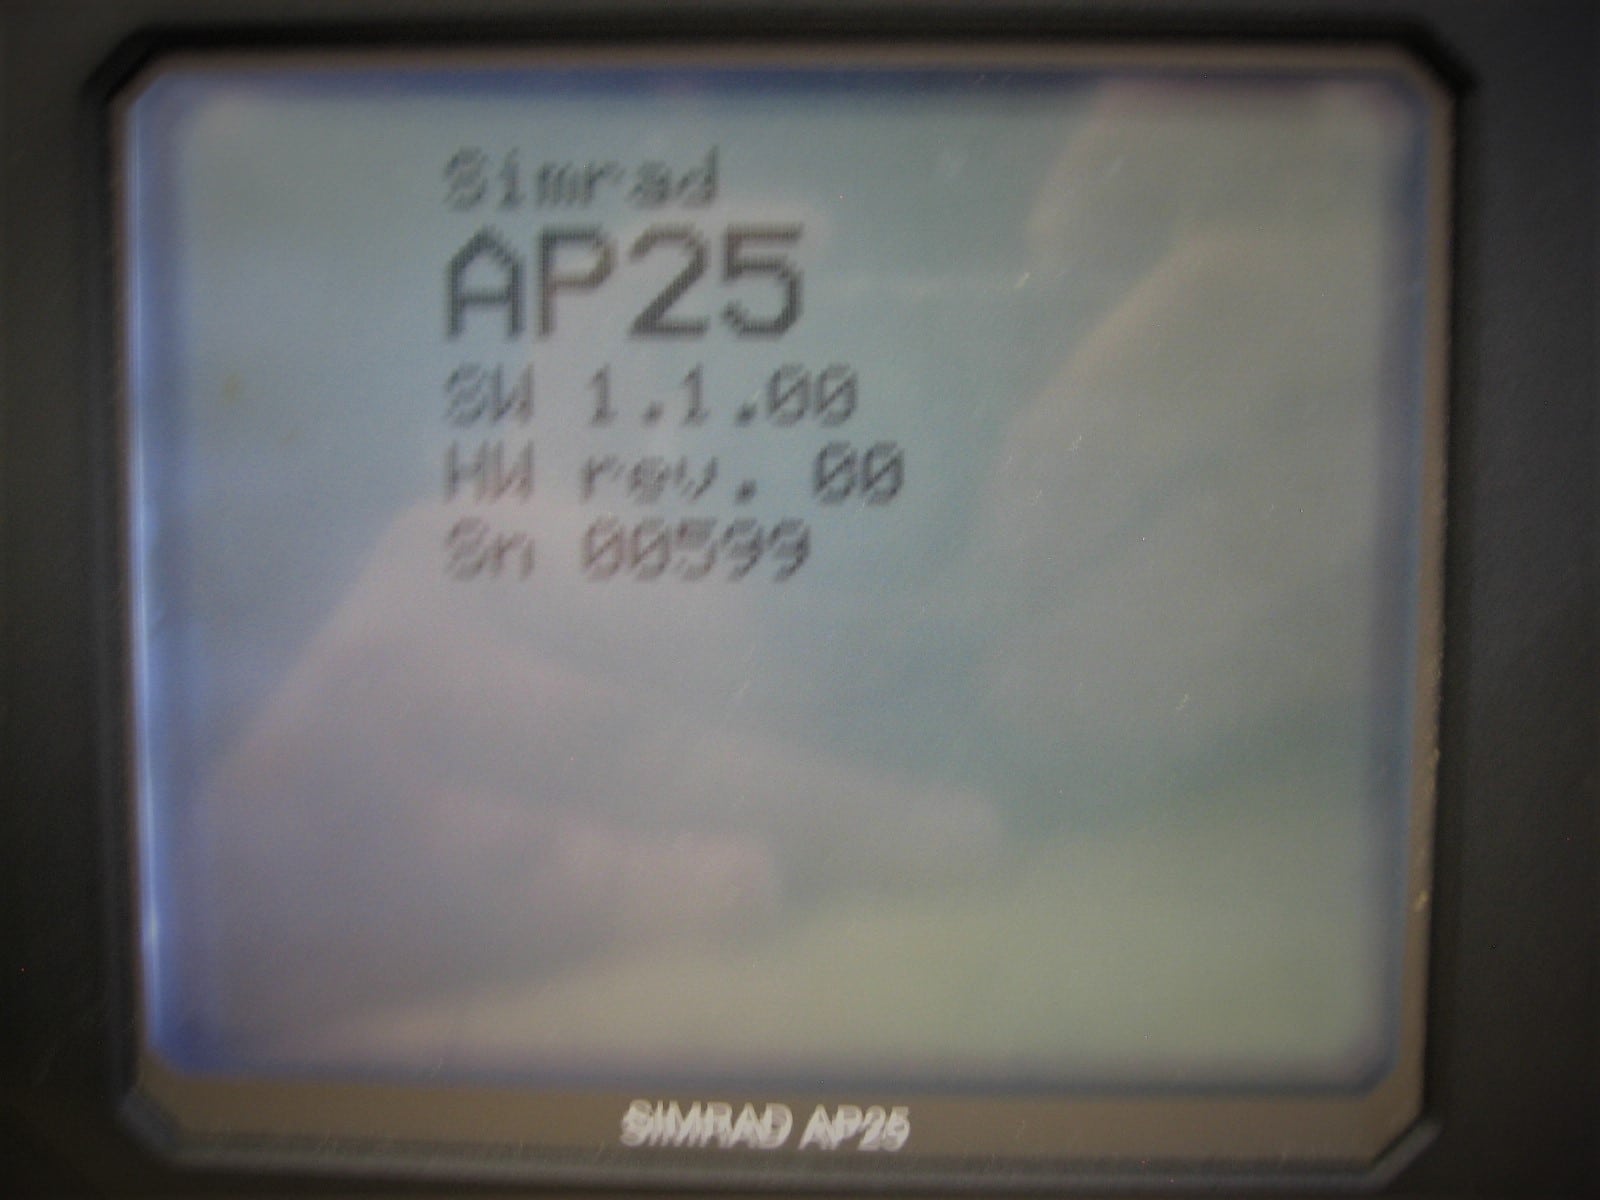 Simrad
AP25
SW 1.1.00
HW rev. 00
Sn 00599
SIMRAD AP25